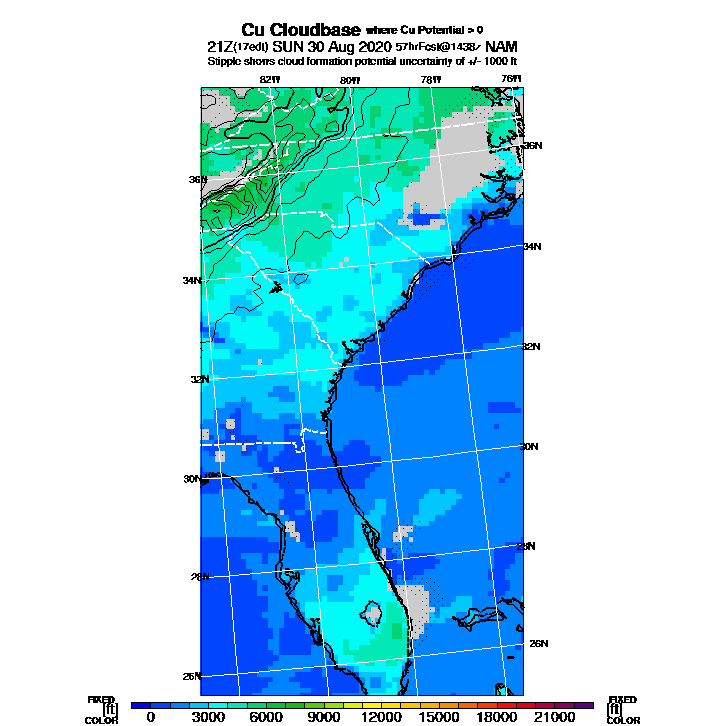 Cu Cloudbase where Cu Potential > 0
21Z(17edt) SUN 30 Aug 2020 57hrFcst@1438z NAM
Stipple shows cloud formation potential uncertainty of +/- 1000 ft
82W 80W 78W 76W
36N 36N
34N 34N
32N 32N
30N 30N
28N 28N
26N 26N
FIXED FIXED
[ft] [ft]
COLOR COLOR
0 3000 6000 9000 12000 15000 18000 21000